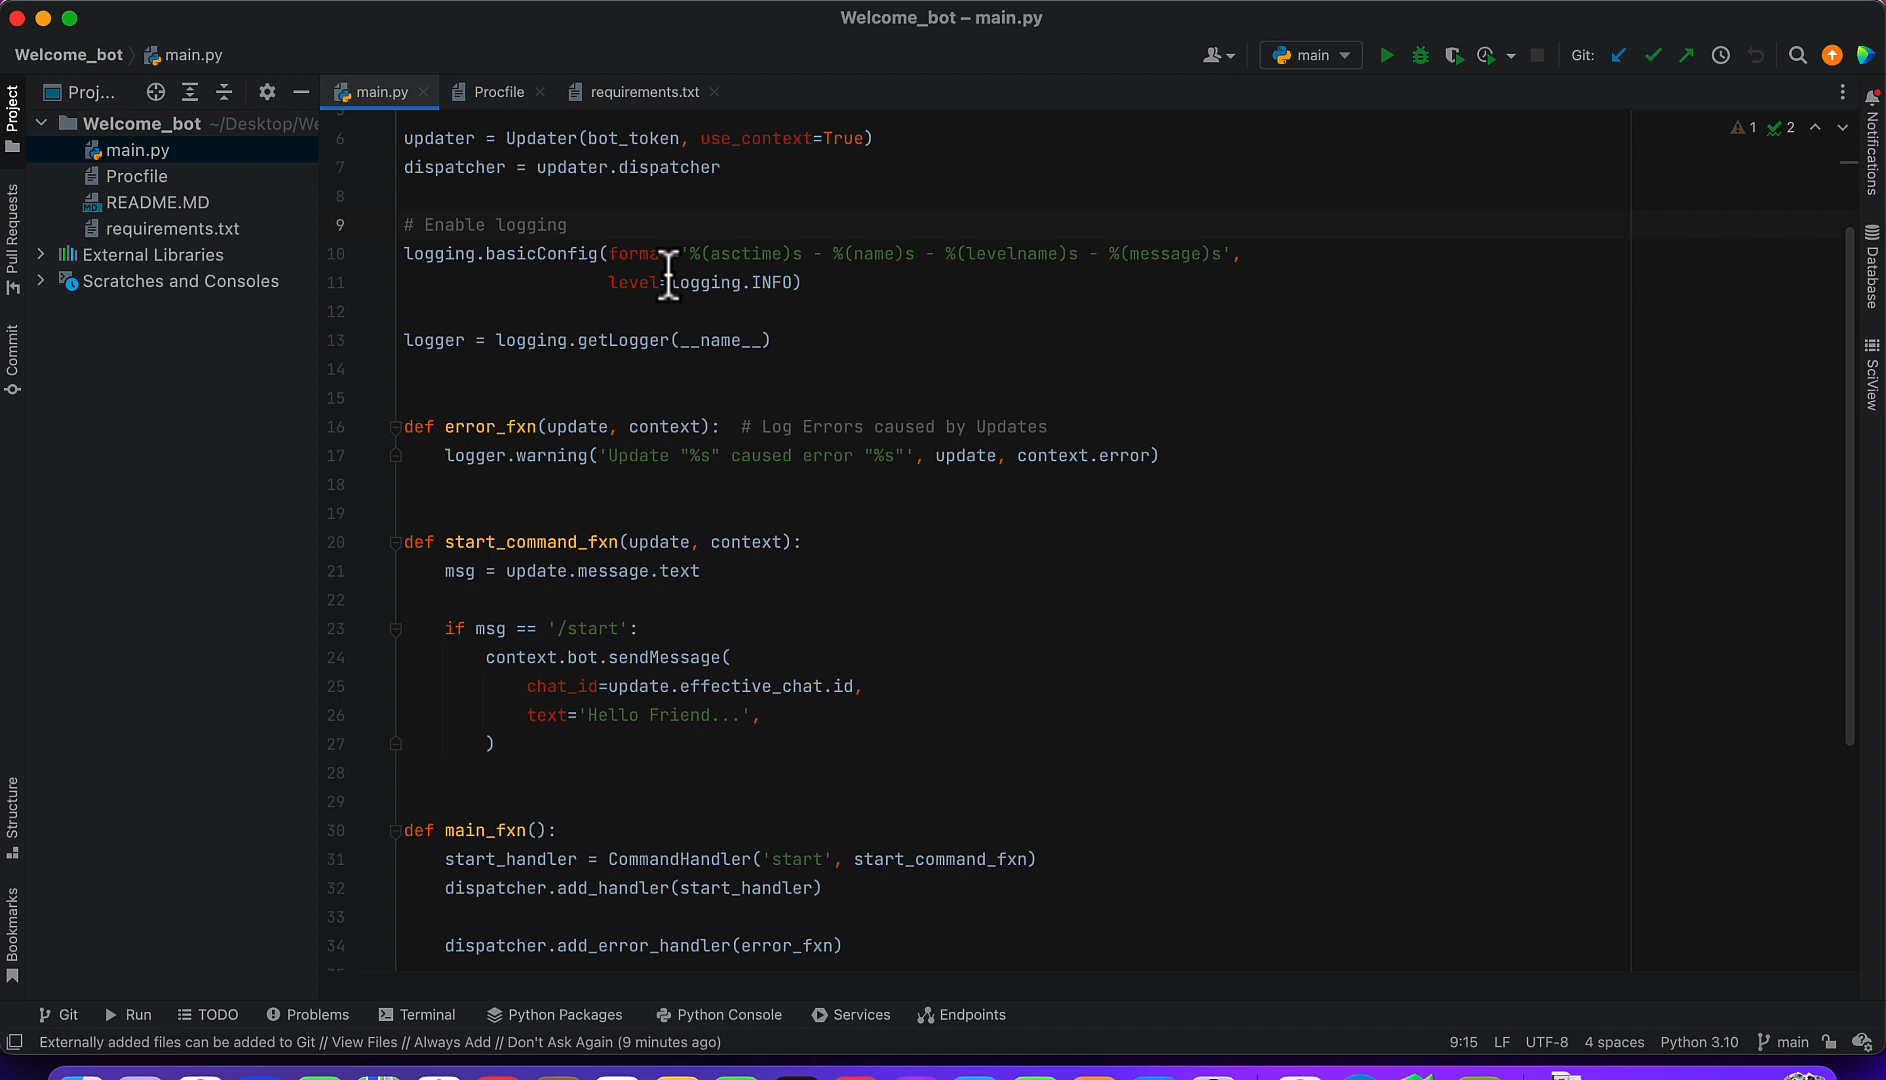 Welcome_bot – main.py
Welcome_bot
main.py
main
Git:
Project
Proj...
main.py
Procfile
requirements.txt
Welcome_bot ~/Desktop/We
main.py
Procfile
README.MD
requirements.txt
External Libraries
Scratches and Consoles
Pull Requests
Commit
Structure
Bookmarks
1 2
6 updater = Updater(bot_token, use_context=True)
7 dispatcher = updater.dispatcher
8
9 # Enable logging
10 logging.basicConfig(forma '%(asctime)s - %(name)s - %(levelname)s - %(message)s',
11 level=logging.INFO)
12
13 logger = logging.getLogger(__name__)
14
15
16 def error_fxn(update, context):  # Log Errors caused by Updates
17 logger.warning('Update "%s" caused error "%s"', update, context.error)
18
19
20 def start_command_fxn(update, context):
21 msg = update.message.text
22
23 if msg == '/start':
24 context.bot.sendMessage(
25 chat_id=update.effective_chat.id,
26 text='Hello Friend...',
27 )
28
29
30 def main_fxn():
31 start_handler = CommandHandler('start', start_command_fxn)
32 dispatcher.add_handler(start_handler)
33
34 dispatcher.add_error_handler(error_fxn)
Notifications
Database
SciView
Git
Run
TODO
Problems
Terminal
Python Packages
Python Console
Services
Endpoints
Externally added files can be added to Git // View Files // Always Add // Don't Ask Again (9 minutes ago)
9:15 LF UTF-8 4 spaces Python 3.10 main